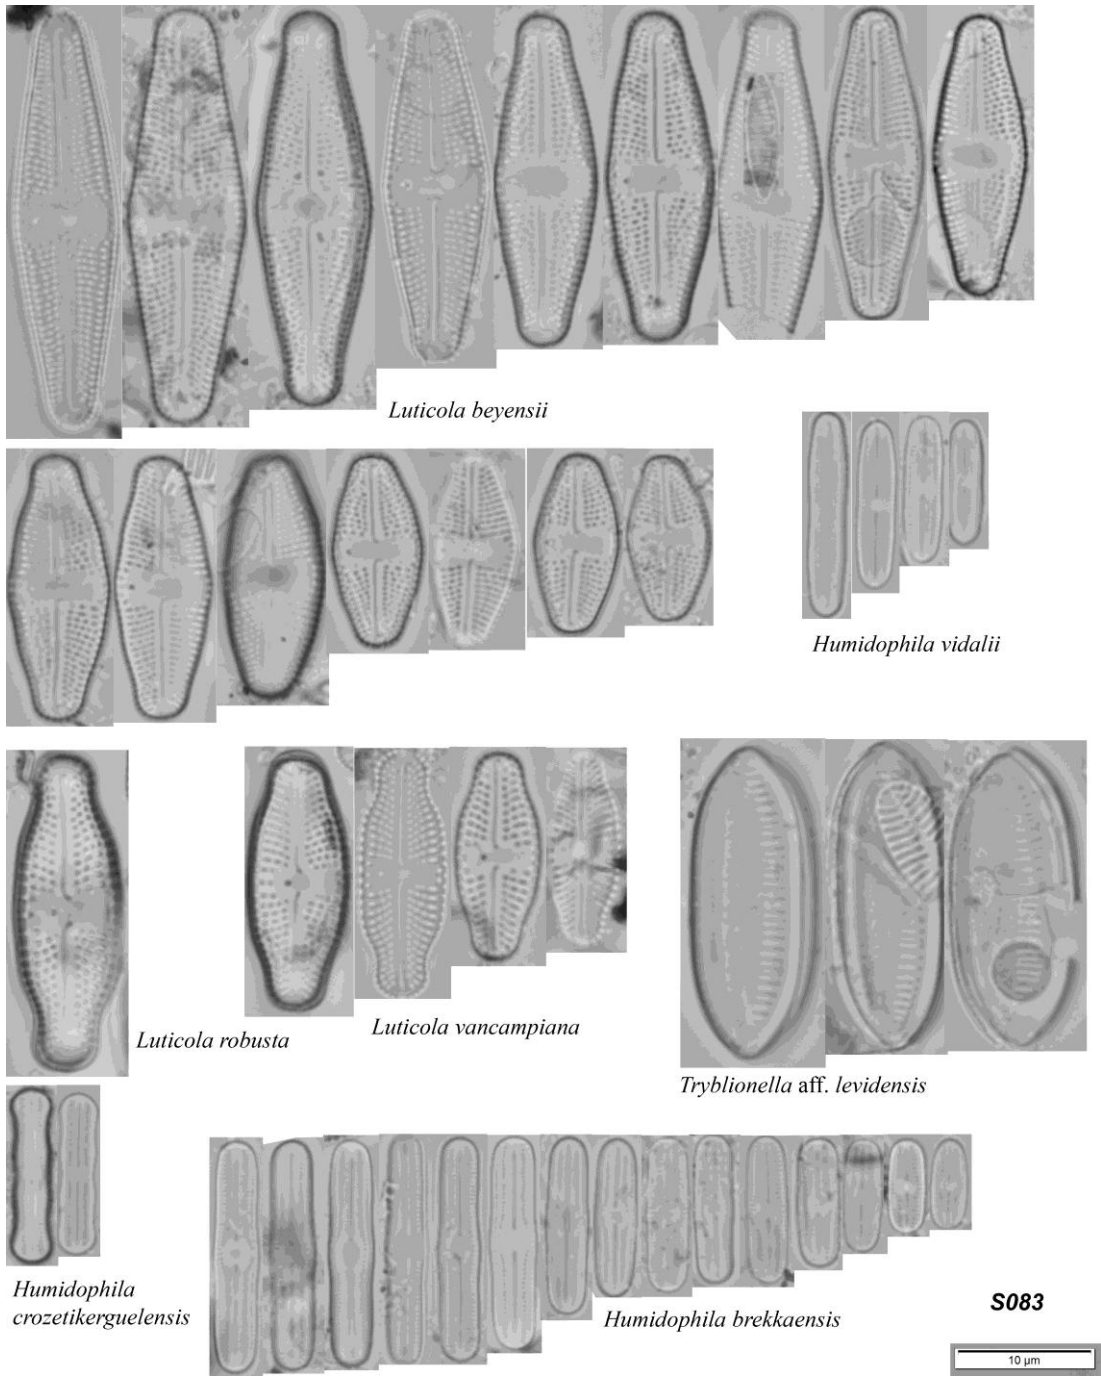 Luticola beyensii
Humidophila vidalii
Luticola robusta
Luticola vancampiana
Tryblionella aff. levidensis
Humidophila
crozetikerguelensis
Humidophila brekkaensis
S083
10 µm